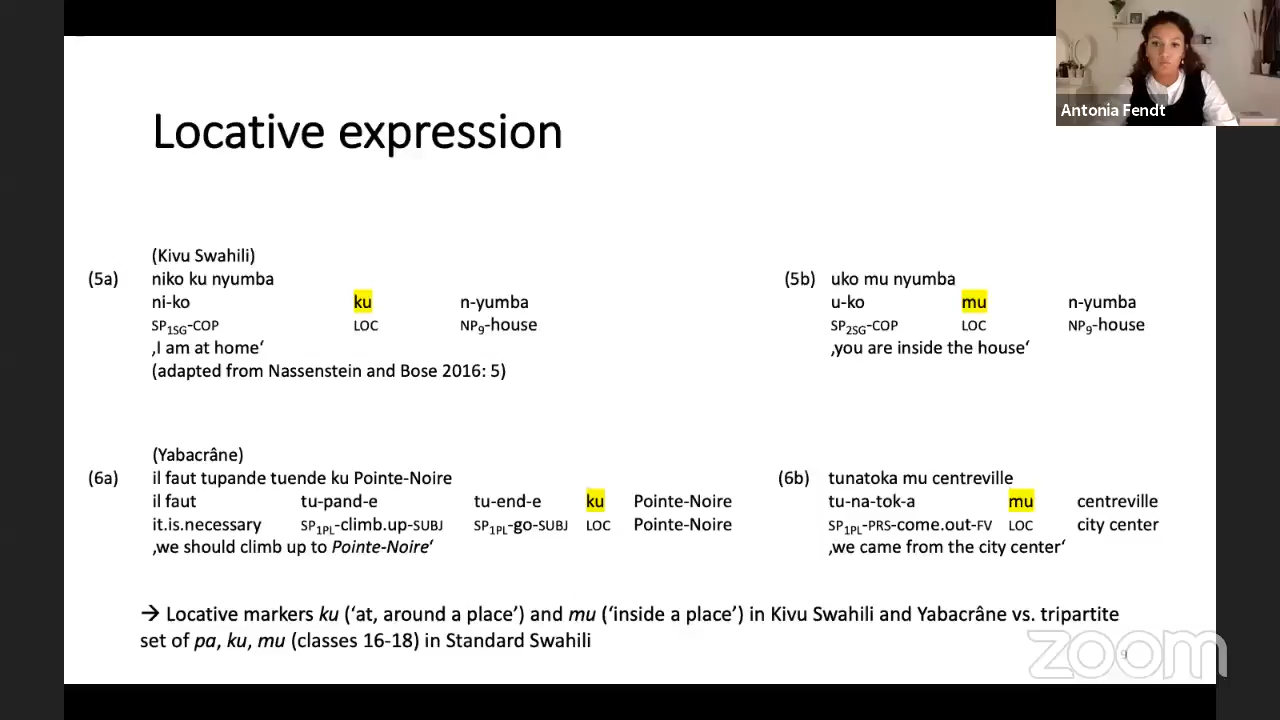 Antonia Fendt
Locative expression
(Kivu Swahili)
(5a) niko ku nyumba
ni-ko ku n-yumba
SP1SG-COP LOC NP9-house
‚I am at home‘
(adapted from Nassenstein and Bose 2016: 5)
(5b) uko mu nyumba
u-ko mu n-yumba
SP2SG-COP LOC NP9-house
‚you are inside the house‘
(Yabacrâne)
(6a) il faut tupande tuende ku Pointe-Noire
il faut tu-pand-e tu-end-e ku Pointe-Noire
it.is.necessary SP1PL-climb.up-SUBJ SP1PL-go-SUBJ LOC Pointe-Noire
‚we should climb up to Pointe-Noire‘
(6b) tunatoka mu centreville
tu-na-tok-a mu centreville
SP1PL-PRS-come.out-FV LOC city center
‚we came from the city center‘
→ Locative markers ku (‘at, around a place’) and mu (‘inside a place’) in Kivu Swahili and Yabacrâne vs. tripartite
set of pa, ku, mu (classes 16-18) in Standard Swahili
zoom
9